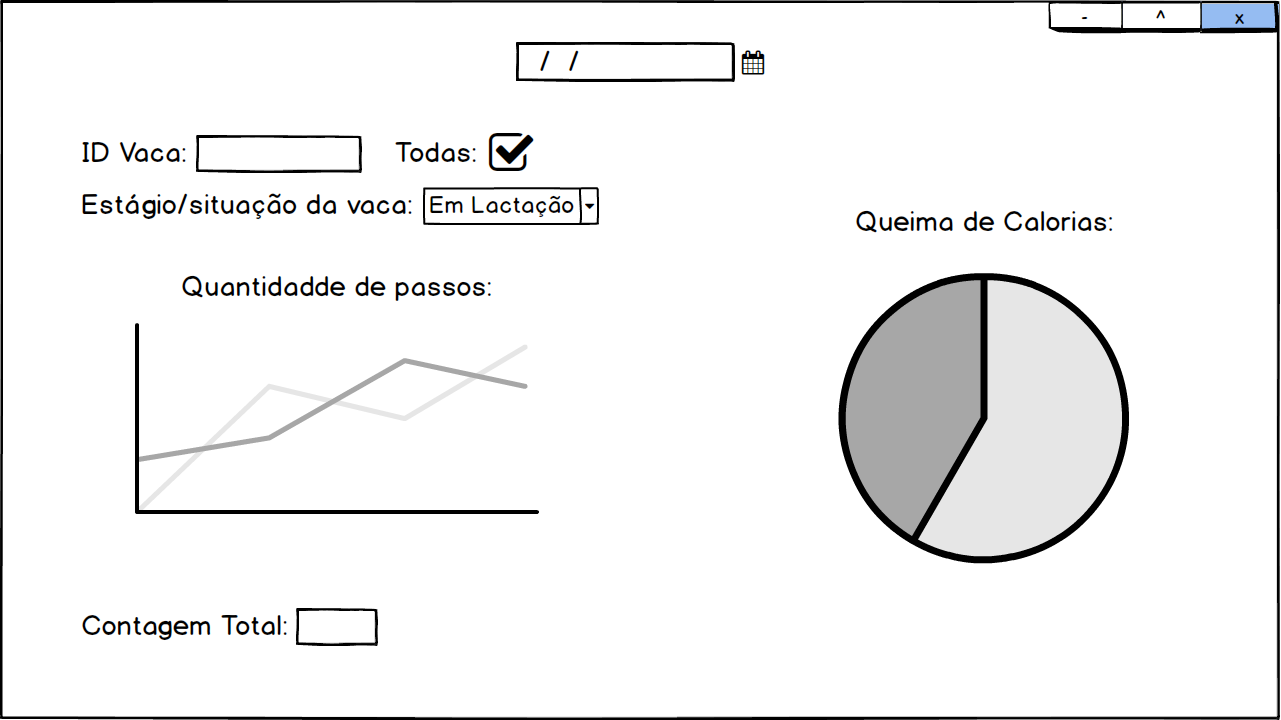 - ^ x
/ /
ID Vaca: Todas:
Estágio/situação da vaca: Em Lactação
Queima de Calorias:
Quantidadde de passos:
Contagem Total: